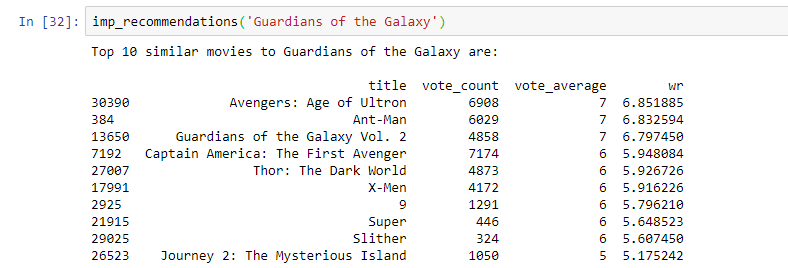 In [32]: imp_recommendations('Guardians of the Galaxy')
Top 10 similar movies to Guardians of the Galaxy are:
title vote_count vote_average wr
30390 Avengers: Age of Ultron 6908 7 6.851885
384 Ant-Man 6029 7 6.832594
13650 Guardians of the Galaxy Vol. 2 4858 7 6.797450
7192 Captain America: The First Avenger 7174 6 5.948084
27007 Thor: The Dark World 4873 6 5.926726
17991 X-Men 4172 6 5.916226
2925 9 1291 6 5.796210
21915 Super 446 6 5.648523
29025 Slither 324 6 5.607450
26523 Journey 2: The Mysterious Island 1050 5 5.175242